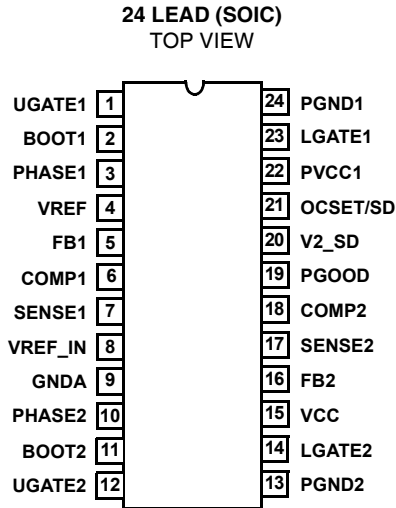 24 LEAD (SOIC)
TOP VIEW
UGATE1 1 24 PGND1
BOOT1 2 23 LGATE1
PHASE1 3 22 PVCC1
VREF 4 21 OCSET/SD
FB1 5 20 V2_SD
COMP1 6 19 PGOOD
SENSE1 7 18 COMP2
VREF_IN 8 17 SENSE2
GNDA 9 16 FB2
PHASE2 10 15 VCC
BOOT2 11 14 LGATE2
UGATE2 12 13 PGND2